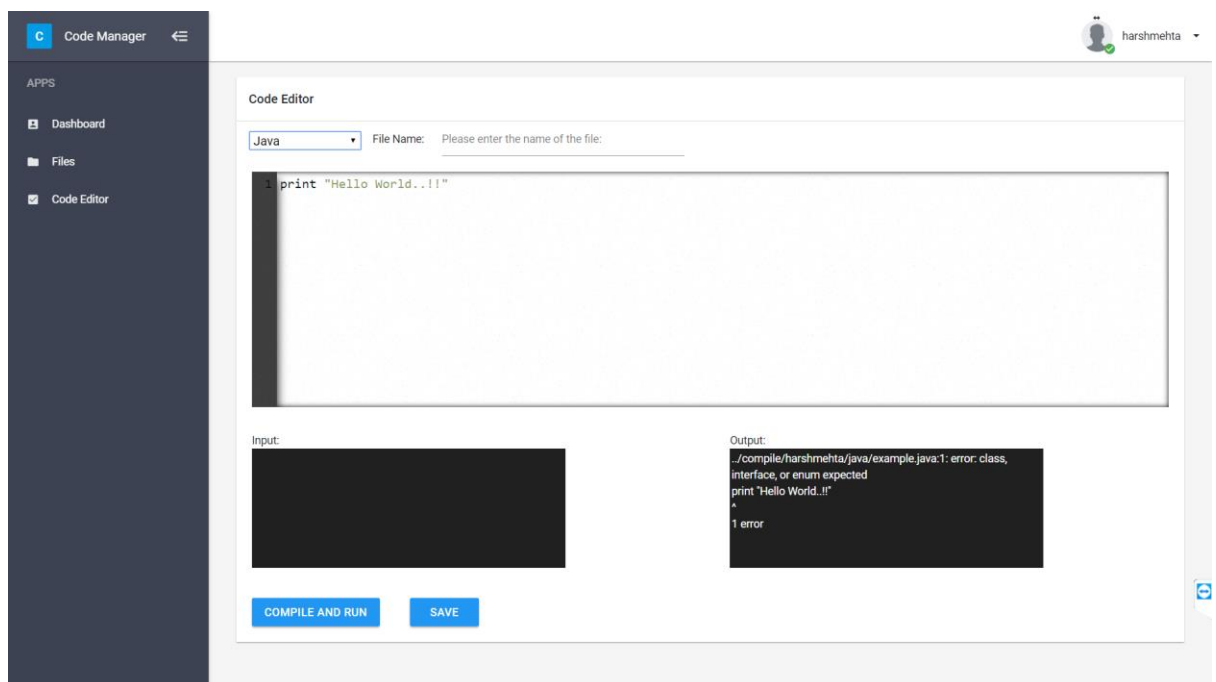 C Code Manager
harshmehta
APPS
Dashboard
Files
Code Editor
Code Editor
Java File Name: Please enter the name of the file:
1 print "Hello World..!!"
Input:
Output:
../compile/harshmehta/java/example.java:1: error: class,
interface, or enum expected
print "Hello World..!!"
^
1 error
COMPILE AND RUN SAVE